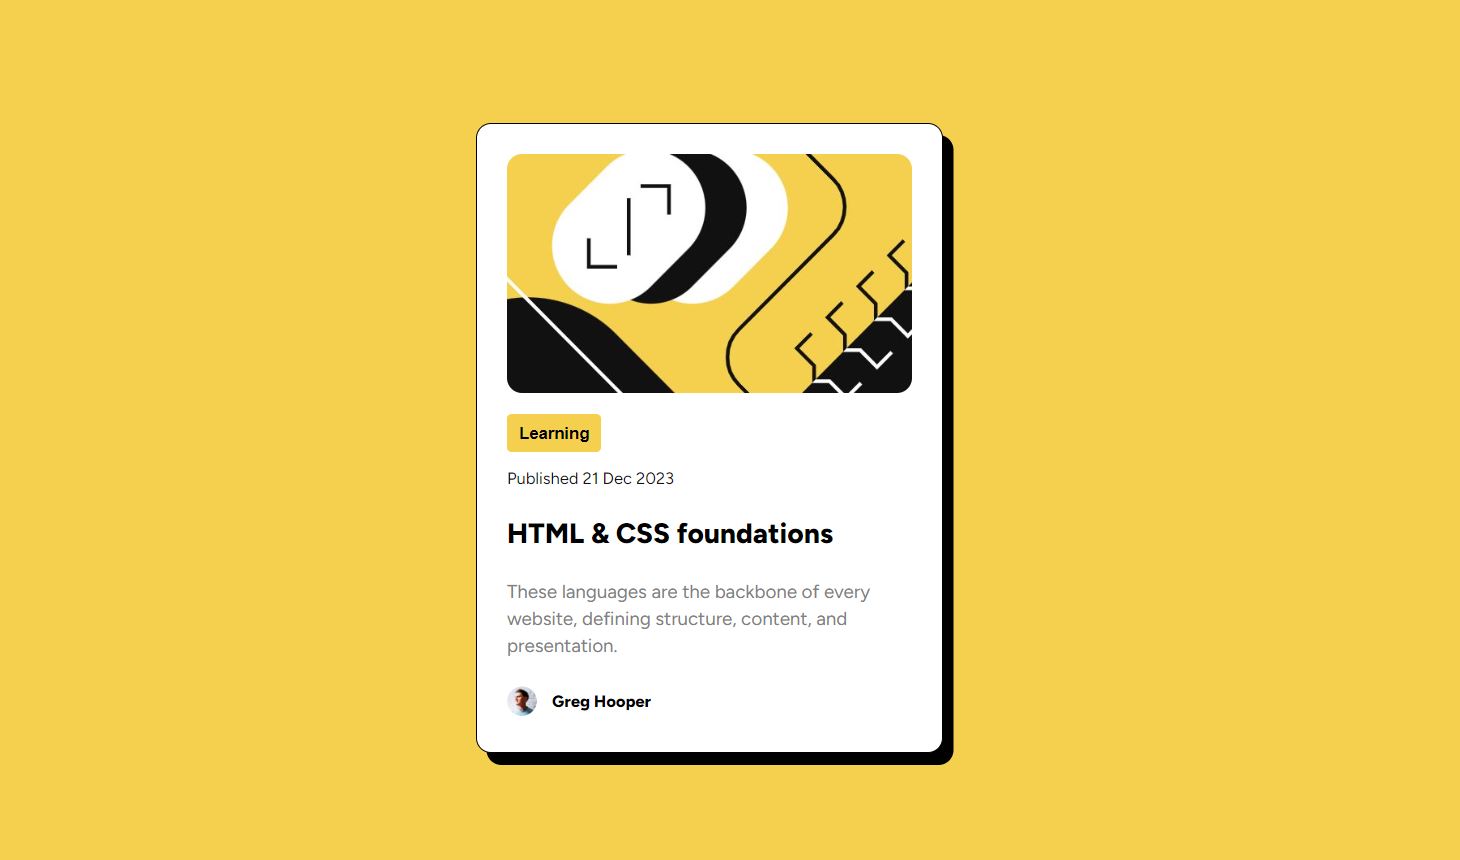 Learning
Published 21 Dec 2023
HTML & CSS foundations
These languages are the backbone of every
website, defining structure, content, and
presentation.
Greg Hooper